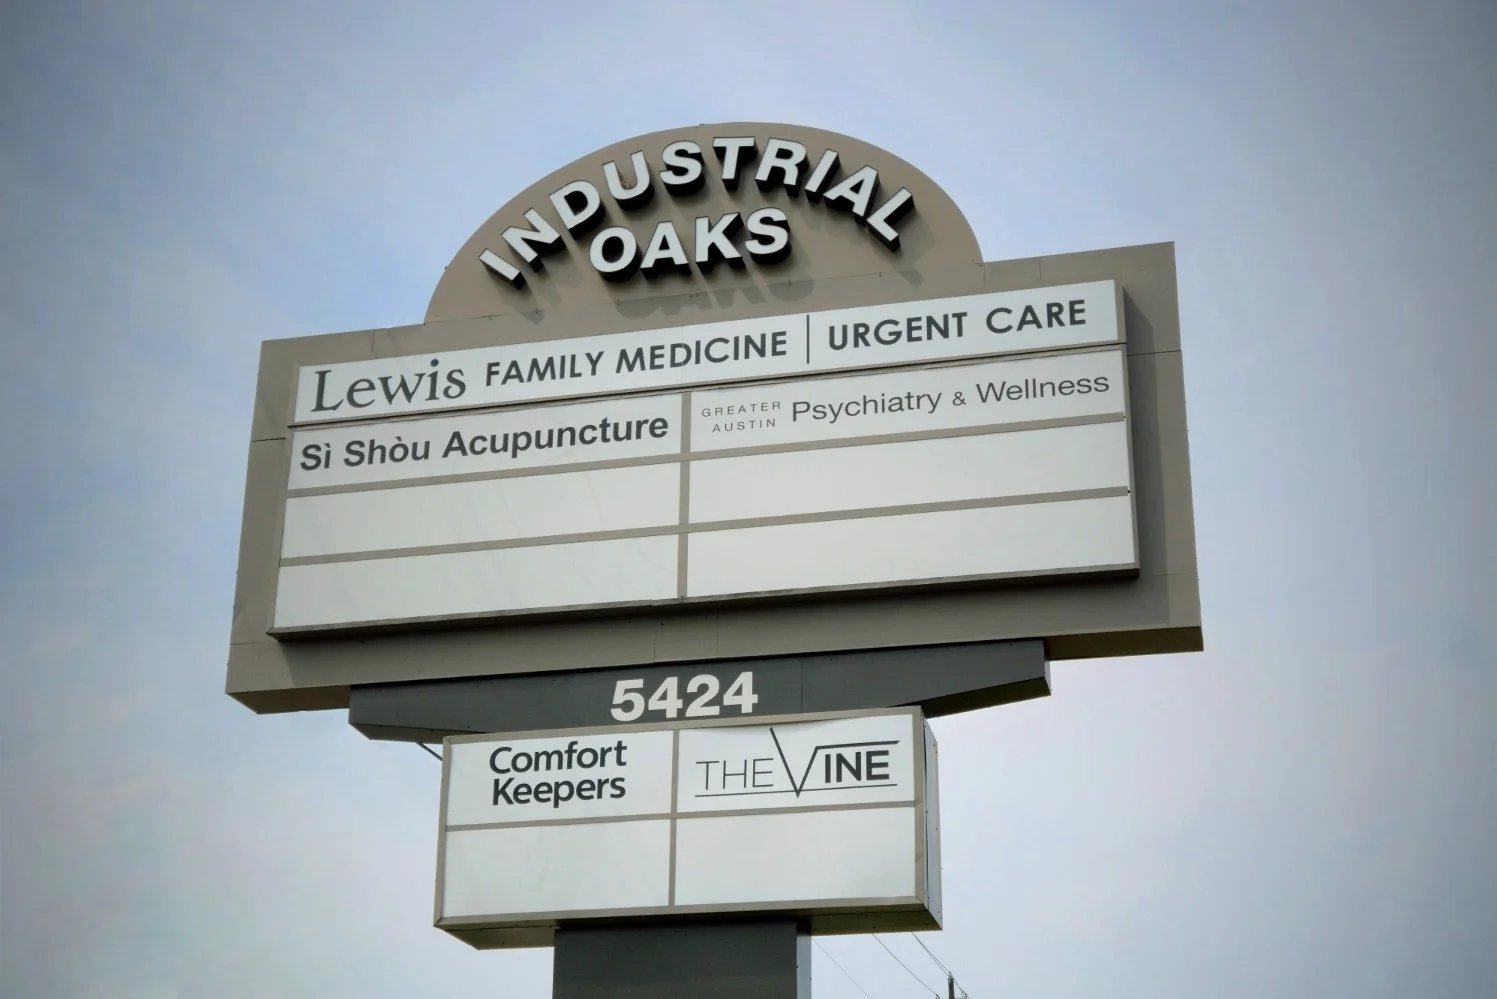 INDUSTRIAL
OAKS
Lewis FAMILY MEDICINE | URGENT CARE
Sì Shòu Acupuncture
GREATER
AUSTIN
Psychiatry & Wellness
5424
Comfort
Keepers
THE VINE